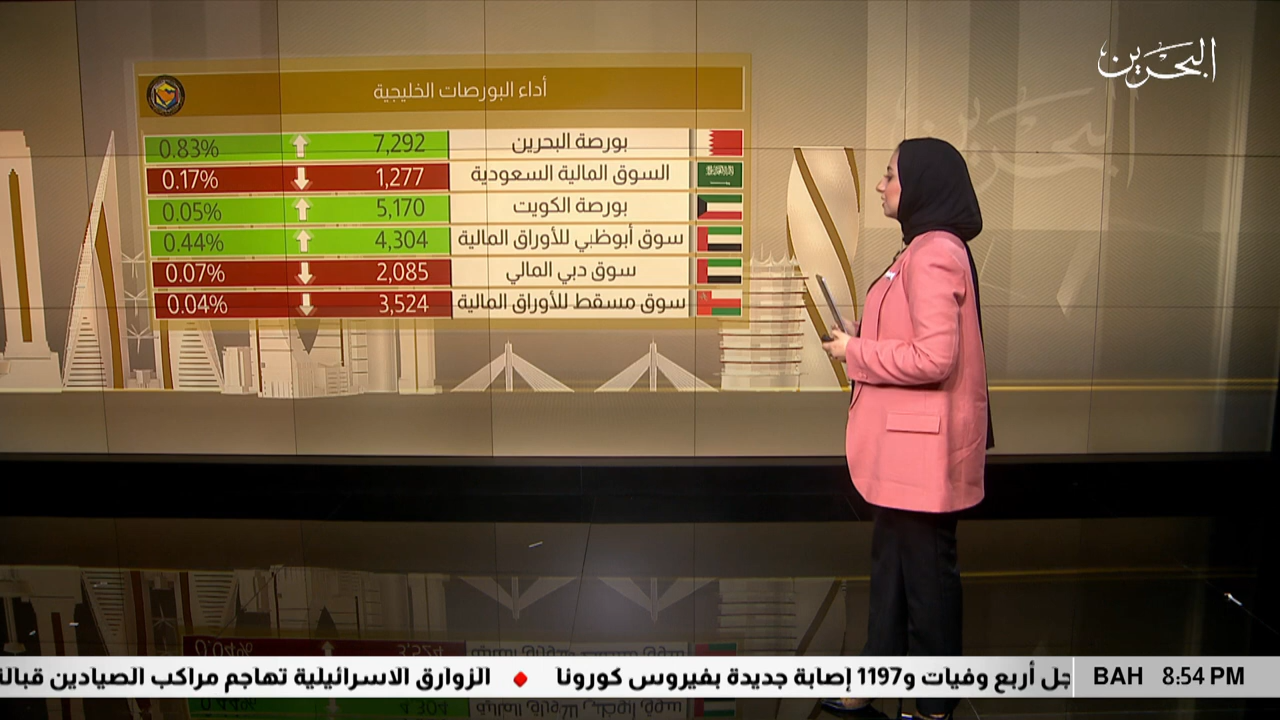 البحرين
أداء البورصات الخليجية
بورصة البحرين 7,292 0.83%
السوق المالية السعودية 1,277 0.17%
بورصة الكويت 5,170 0.05%
سوق أبوظبي للأوراق المالية 4,304 0.44%
سوق دبي المالي 2,085 0.07%
سوق مسقط للأوراق المالية 3,524 0.04%
BAH 8:54 PM
جل أربع وفيات و1197 إصابة جديدة بفيروس كورونا الزوارق الاسرائيلية تهاجم مراكب الصيادين قبالة